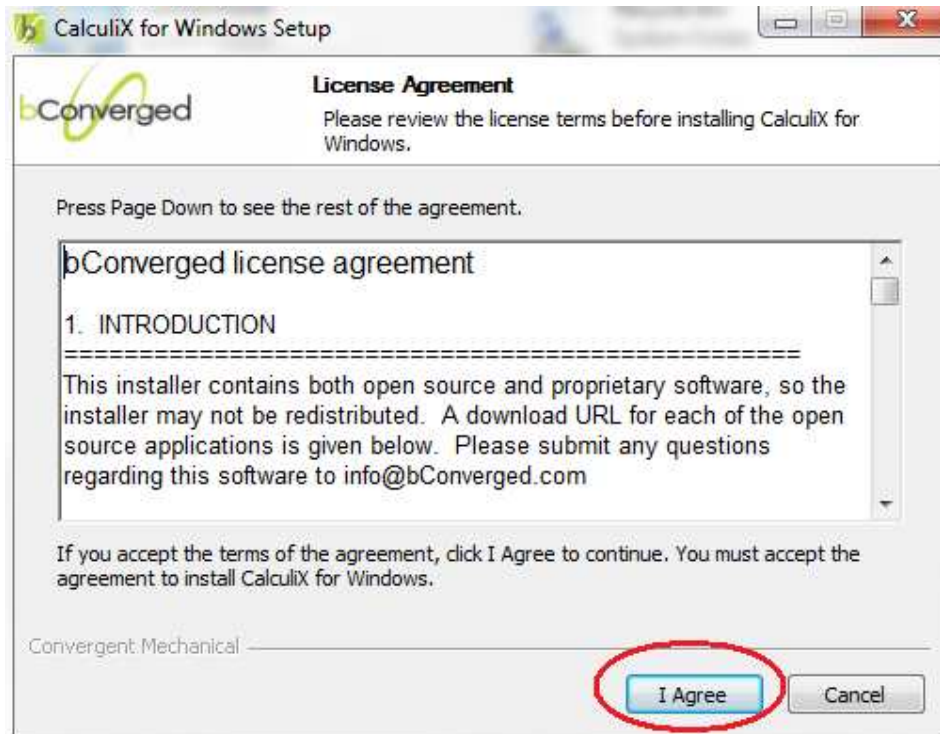 CalculiX for Windows Setup
bConverged
License Agreement
Please review the license terms before installing CalculiX for
Windows.
Press Page Down to see the rest of the agreement.
bConverged license agreement
1. INTRODUCTION
=================================================
This installer contains both open source and proprietary software, so the
installer may not be redistributed. A download URL for each of the open
source applications is given below. Please submit any questions
regarding this software to info@bConverged.com
If you accept the terms of the agreement, click I Agree to continue. You must accept the
agreement to install CalculiX for Windows.
Convergent Mechanical
I Agree
Cancel